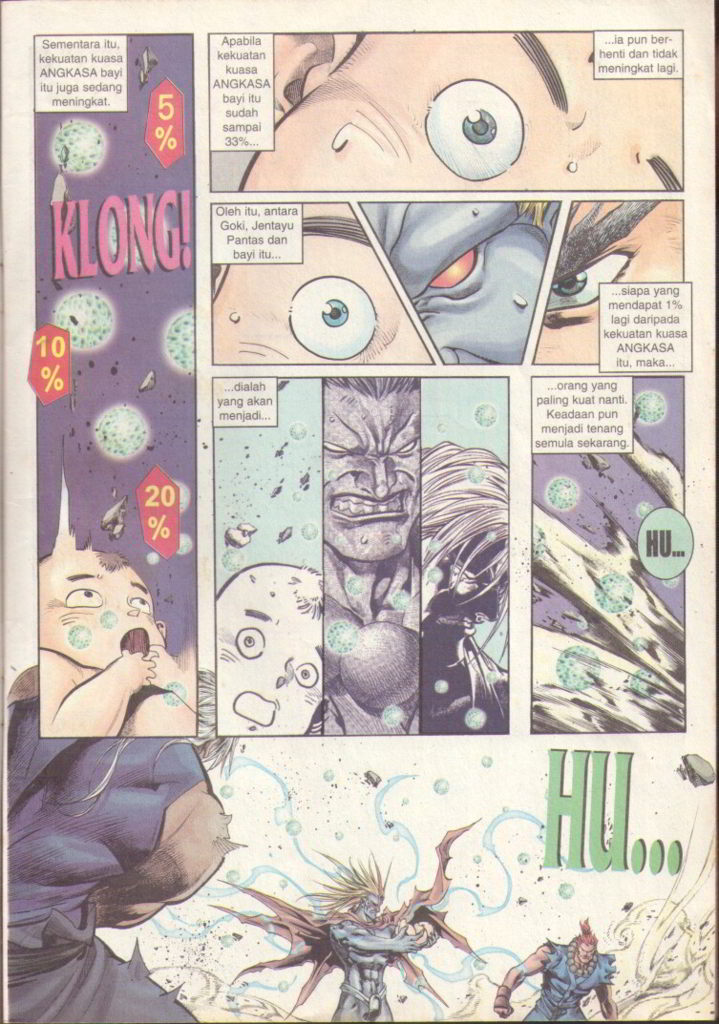 Sementara itu,
kekuatan kuasa
ANGKASA bayi
itu juga sedang
meningkat.
5
%
KLONG!
10
%
20
%
Apabila
kekuatan
kuasa
ANGKASA
bayi itu
sudah
sampai
33%...
...ia pun ber-
henti dan tidak
meningkat lagi.
Oleh itu, antara
Goki, Jentayu
Pantas dan
bayi itu...
...siapa yang
mendapat 1%
lagi daripada
kekuatan kuasa
ANGKASA
itu, maka...
...dialah
yang akan
menjadi...
...orang yang
paling kuat nanti.
Keadaan pun
menjadi tenang
semula sekarang.
HU...
HU...